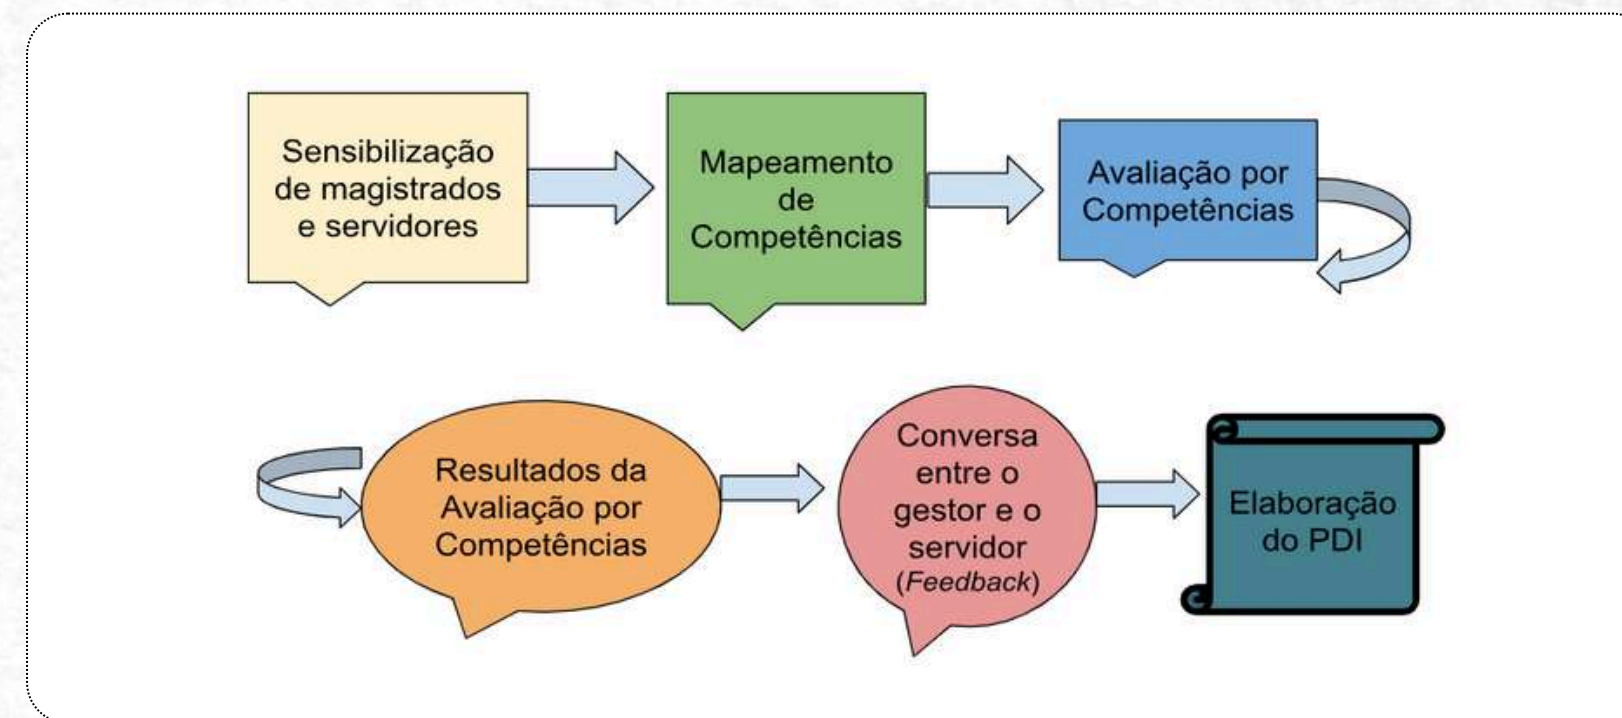 Sensibilização
de magistrados
e servidores
Mapeamento
de
Competências
Avaliação por
Competências
Resultados da
Avaliação por
Competências
Conversa
entre o
gestor e o
servidor
(Feedback)
Elaboração
do PDI